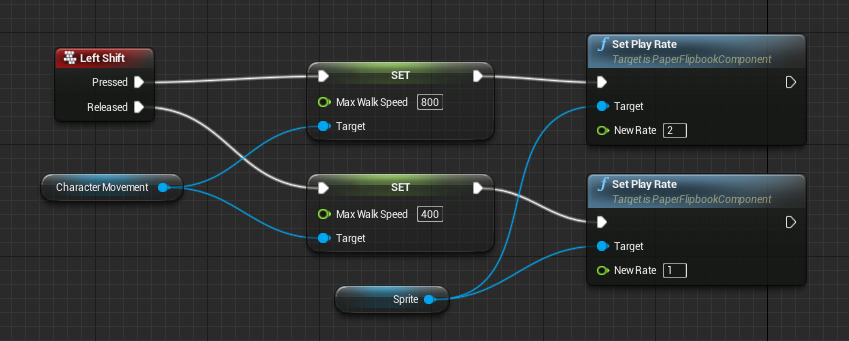 Left Shift
Pressed
Released
SET
Max Walk Speed 800
Target
Set Play Rate
Target is PaperFlipbookComponent
Target
New Rate 2
Character Movement
SET
Max Walk Speed 400
Target
Set Play Rate
Target is PaperFlipbookComponent
Target
New Rate 1
Sprite